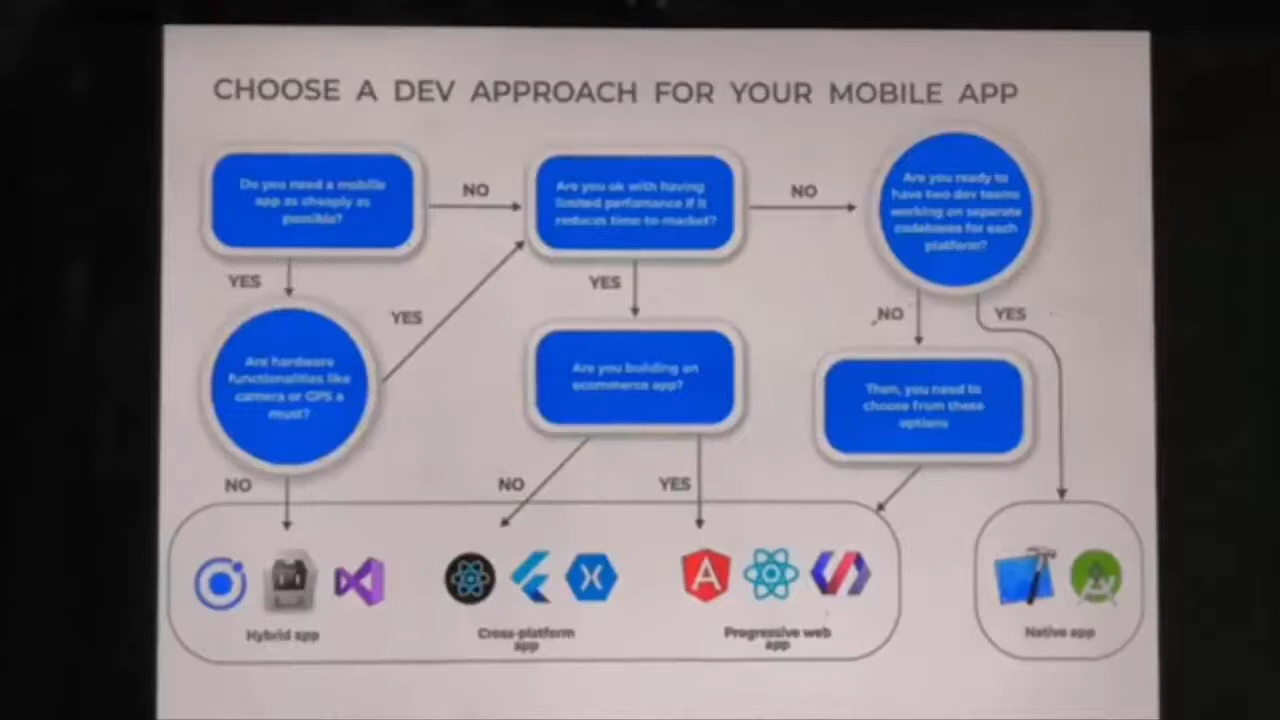 CHOOSE A DEV APPROACH FOR YOUR MOBILE APP
Do you need a mobile
app as cheaply as
possible?
NO
Are you ok with having
limited perfomance if it
reduces time-to-market?
NO
Are you ready to
have two dev teams
working on separate
codebases for each
platform?
YES
YES
YES
NO
YES
Are hardware
functionalities like
camera or GPS a
must?
Are you building an
ecommerce app?
Then, you need to
choose from these
options
NO
NO
YES
A
Hybrid app
Cross-platform
app
Progressive web
app
Native app